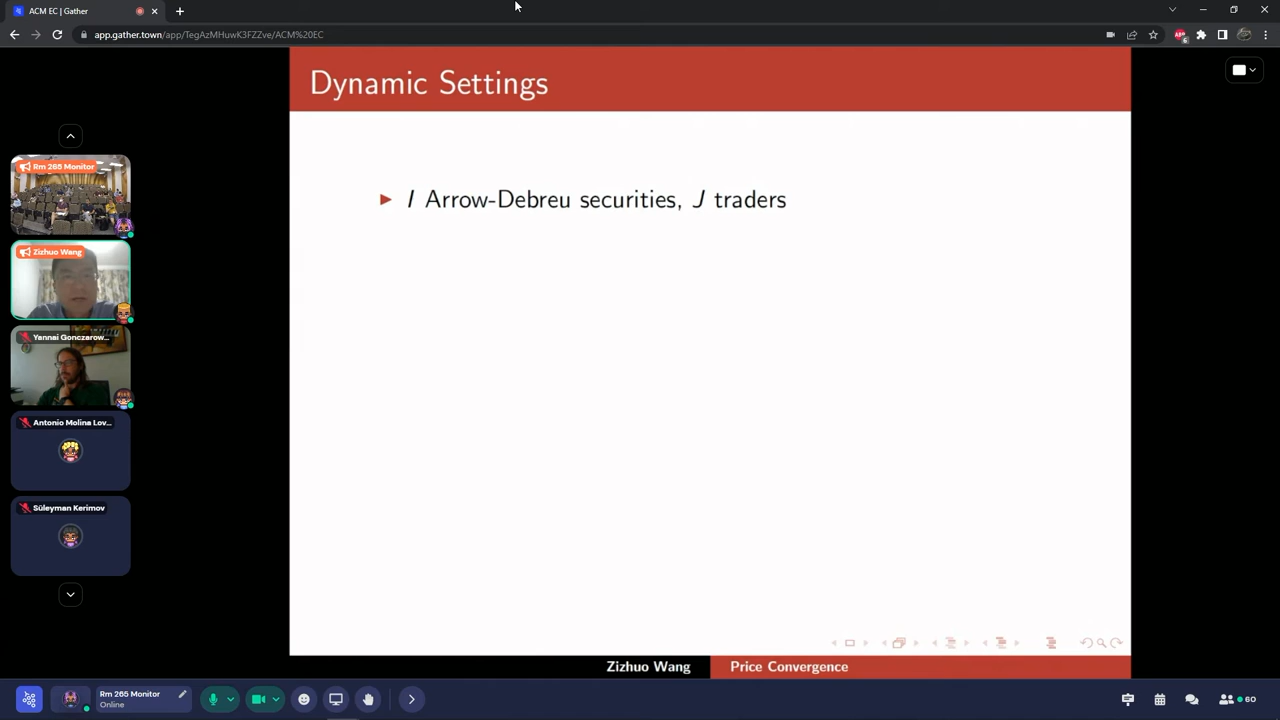 ACM EC | Gather
app.gather.town/app/TegAzMHuwK3FZZve/ACM%20EC
Dynamic Settings
I Arrow-Debreu securities, J traders
Rm 265 Monitor
Zizhuo Wang
Yannai Gonczarow...
Antonio Molina Lov...
Süleyman Kerimov
Zizhuo Wang
Price Convergence
Rm 265 Monitor
Online
60